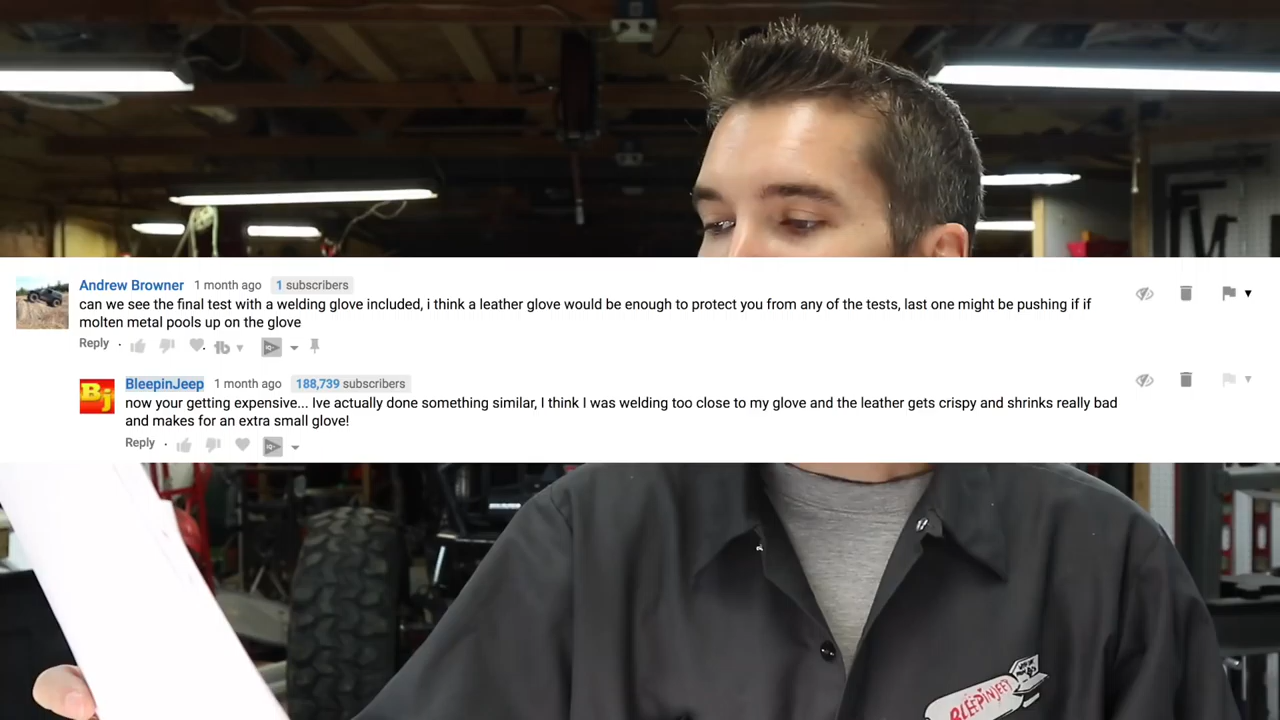 Andrew Browner 1 month ago 1 subscribers
can we see the final test with a welding glove included, i think a leather glove would be enough to protect you from any of the tests, last one might be pushing if if
molten metal pools up on the glove
Reply
Bj BleepinJeep 1 month ago 188,739 subscribers
now your getting expensive... Ive actually done something similar, I think I was welding too close to my glove and the leather gets crispy and shrinks really bad
and makes for an extra small glove!
Reply
BLEEPINJEEP